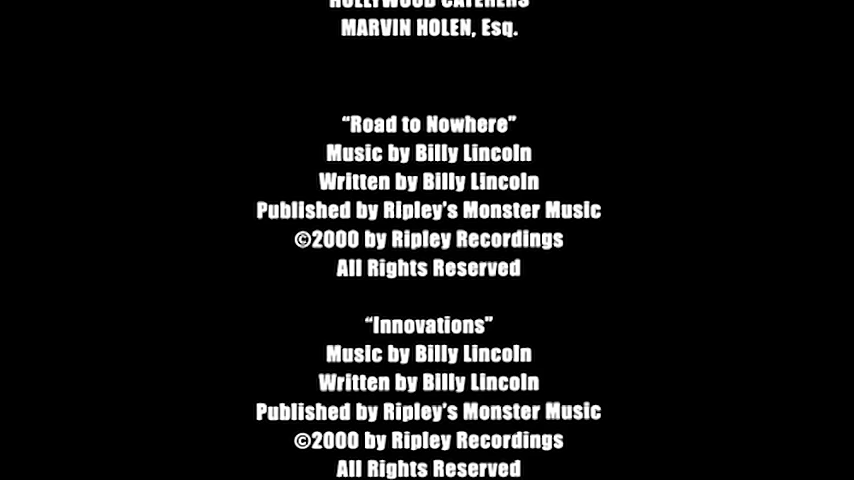 HOLLYWOOD CATERERS
MARVIN HOLEN, Esq.
“Road to Nowhere”
Music by Billy Lincoln
Written by Billy Lincoln
Published by Ripley’s Monster Music
©2000 by Ripley Recordings
All Rights Reserved
“Innovations”
Music by Billy Lincoln
Written by Billy Lincoln
Published by Ripley’s Monster Music
©2000 by Ripley Recordings
All Rights Reserved